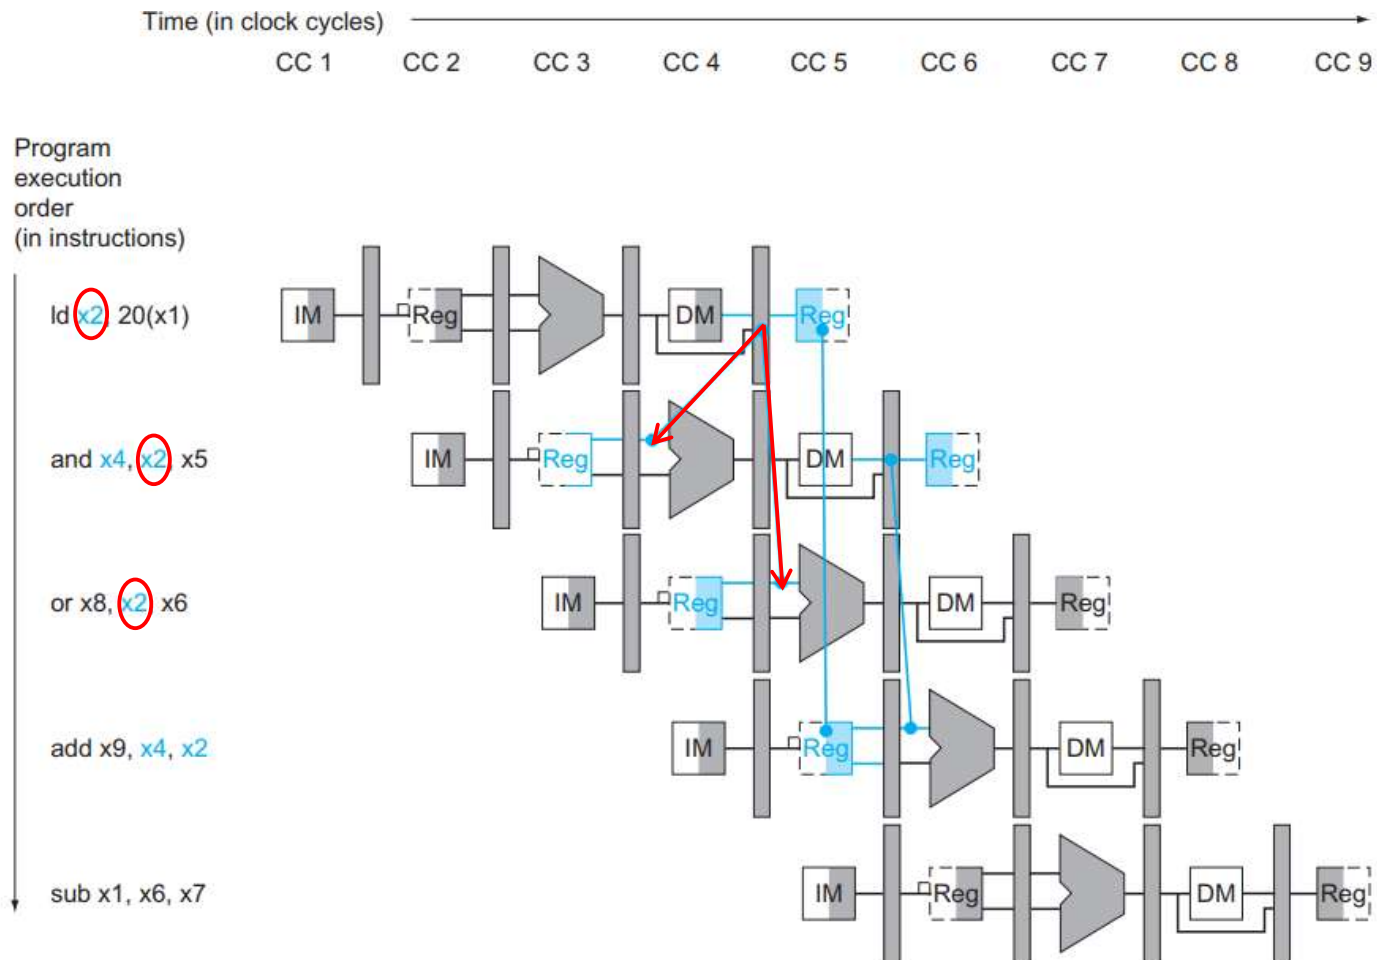 Time (in clock cycles)
CC 1 CC 2 CC 3 CC 4 CC 5 CC 6 CC 7 CC 8 CC 9
Program
execution
order
(in instructions)
ld x2, 20(x1) IM Reg DM Reg
and x4, x2, x5 IM Reg DM Reg
or x8, x2, x6 IM Reg DM Reg
add x9, x4, x2 IM Reg DM Reg
sub x1, x6, x7 IM Reg DM Reg